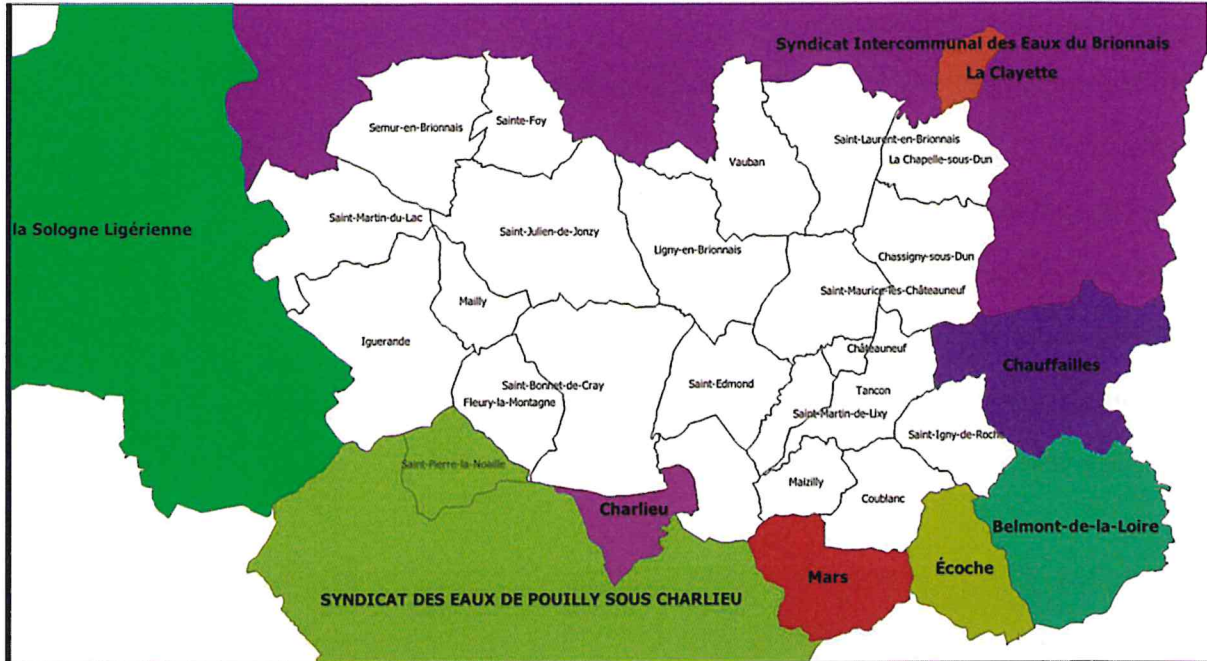 Syndicat Intercommunal des Eaux du Brionnais
La Clayette
Semur-en-Brionnais
Sainte-Foy
Saint-Laurent-en-Brionnais
Vauban
La Chapelle-sous-Dun
Saint-Martin-du-Lac
la Sologne Ligérienne
Saint-Julien-de-Jonzy
Ligny-en-Brionnais
Chassigny-sous-Dun
Mailly
Saint-Maurice-lès-Châteauneuf
Iguerande
Châteauneuf
Chauffailles
Saint-Bonnet-de-Cray
Saint-Edmond
Tancon
Fleury-la-Montagne
Saint-Martin-de-Lixy
Saint-Igny-de-Roche
Saint-Pierre-la-Noaille
Maizilly
Coublanc
Charlieu
Belmont-de-la-Loire
Écoche
Mars
SYNDICAT DES EAUX DE POUILLY SOUS CHARLIEU